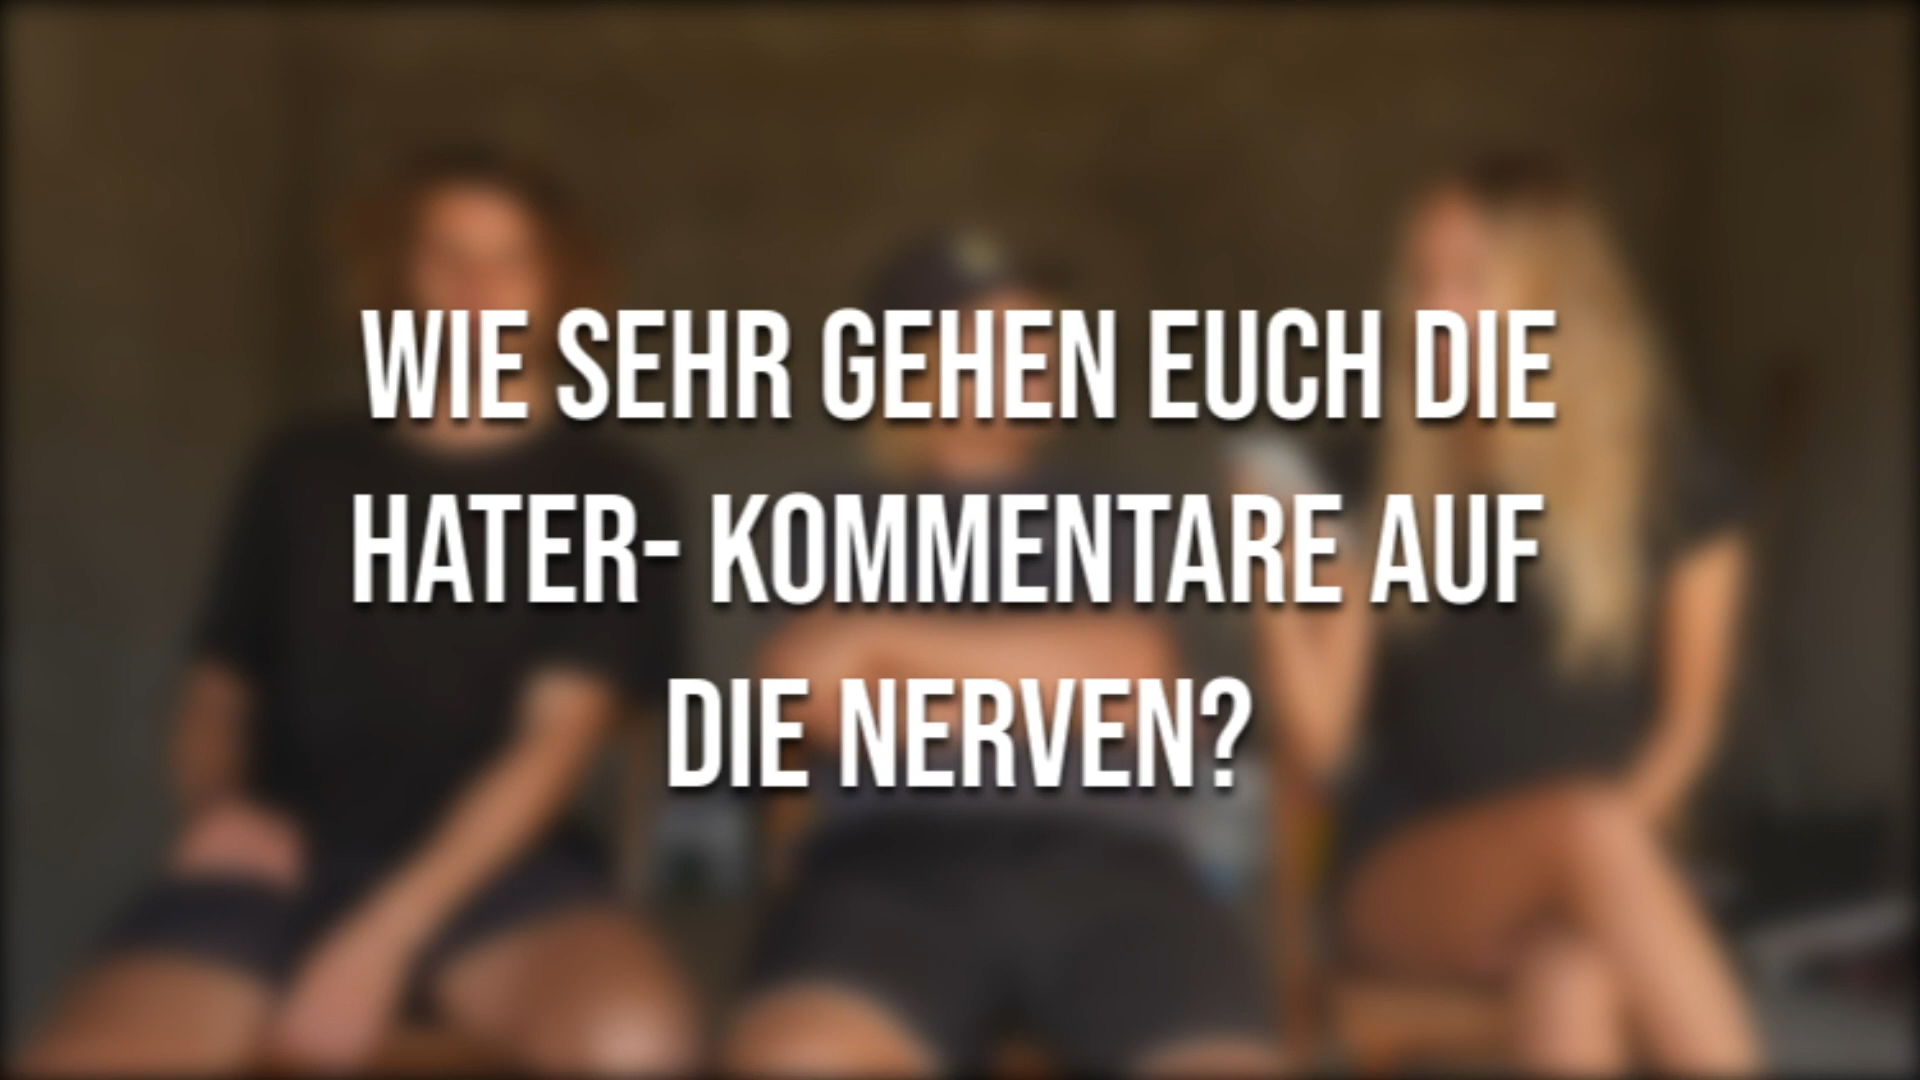 WIE SEHR GEHEN EUCH DIE
HATER- KOMMENTARE AUF
DIE NERVEN?